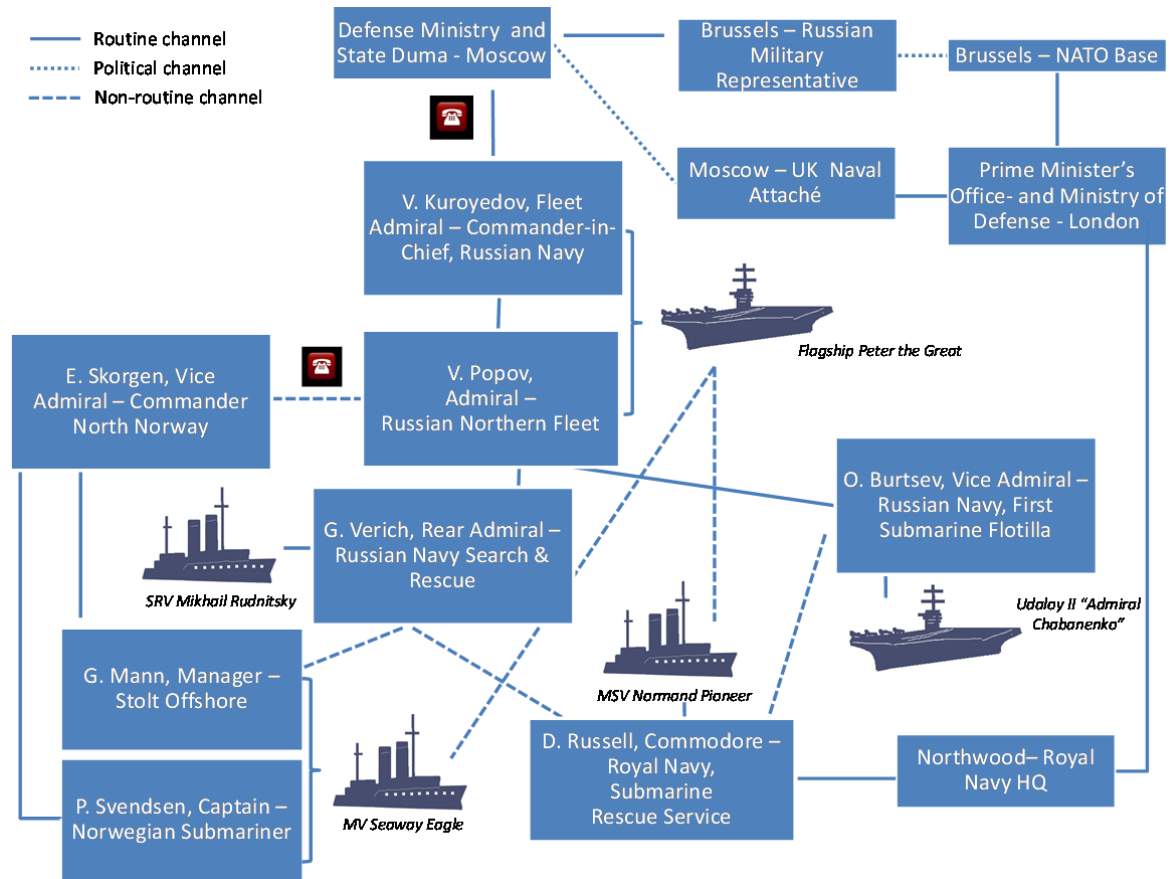 Routine channel
Political channel
Non-routine channel
Defense Ministry and
State Duma - Moscow
Brussels – Russian
Military
Representative
Brussels – NATO Base
Moscow – UK Naval
Attaché
Prime Minister's
Office- and Ministry of
Defense - London
V. Kuroyedov, Fleet
Admiral – Commander-in-
Chief, Russian Navy
Flagship Peter the Great
E. Skorgen, Vice
Admiral – Commander
North Norway
V. Popov,
Admiral –
Russian Northern Fleet
O. Burtsev, Vice Admiral –
Russian Navy, First
Submarine Flotilla
G. Verich, Rear Admiral –
Russian Navy Search &
Rescue
SRV Mikhail Rudnitsky
Udaloy II "Admiral
Chabanenko"
G. Mann, Manager –
Stolt Offshore
MSV Normand Pioneer
D. Russell, Commodore –
Royal Navy,
Submarine
Rescue Service
Northwood– Royal
Navy HQ
P. Svendsen, Captain –
Norwegian Submariner
MV Seaway Eagle